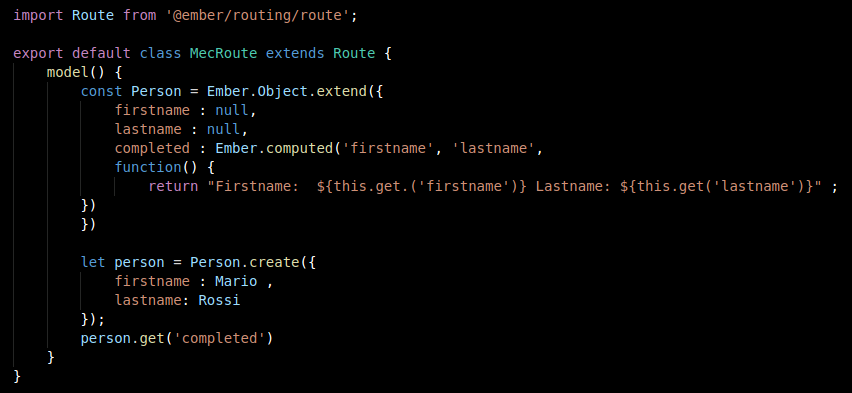 import Route from '@ember/routing/route';

export default class MecRoute extends Route {
    model() {
        const Person = Ember.Object.extend({
            firstname : null,
            lastname : null,
            completed : Ember.computed('firstname', 'lastname',
            function() {
                return "Firstname:  ${this.get.('firstname')} Lastname: ${this.get('lastname')}" ;
        })
        })

        let person = Person.create({
            firstname : Mario ,
            lastname: Rossi
        });
        person.get('completed')
    }
}